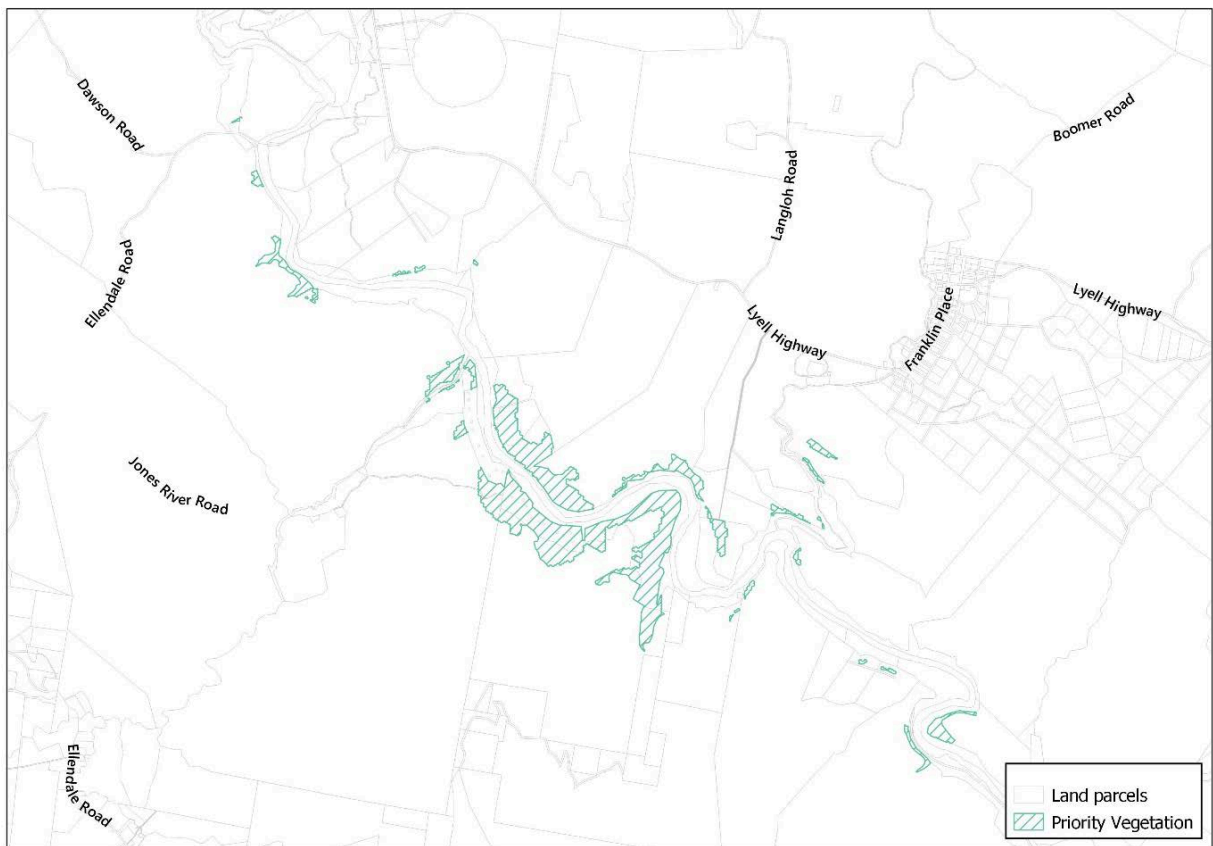 Dawson Road
Boomer Road
Langloh Road
Ellendale Road
Lyell Highway
Lyell Highway
Franklin Place
Jones River Road
Ellendale Road
Land parcels
Priority Vegetation